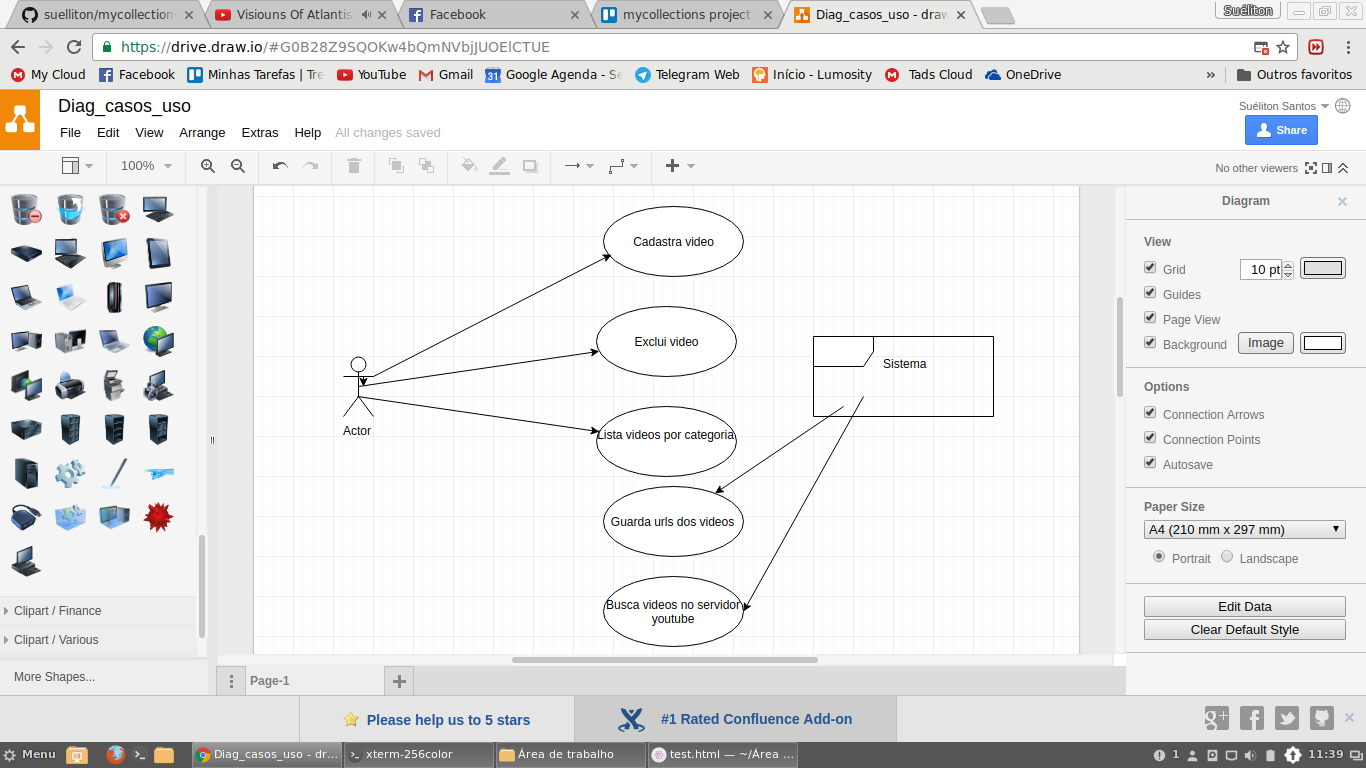 suelliton/mycollection
Visiouns Of Atlantis
Facebook
mycollections project
Diag_casos_uso - draw
Suéliton
https://drive.draw.io/#G0B28Z9SQOKw4bQmNVbjJUOElCTUE
My Cloud
Facebook
Minhas Tarefas | Tre
YouTube
Gmail
31
Google Agenda - Se
Telegram Web
Início - Lumosity
Tads Cloud
OneDrive
»
Outros favoritos
Diag_casos_uso
Suéliton Santos
File Edit View Arrange Extras Help All changes saved
Share
100%
No other viewers
Diagram
View
Grid
10 pt
Guides
Page View
Background
Image
Options
Connection Arrows
Connection Points
Autosave
Paper Size
A4 (210 mm x 297 mm)
Portrait
Landscape
Edit Data
Clear Default Style
Cadastra video
Exclui video
Sistema
Actor
Lista videos por categoria
Guarda urls dos videos
Busca videos no servidor
youtube
Clipart / Finance
Clipart / Various
More Shapes...
Page-1
Please help us to 5 stars
#1 Rated Confluence Add-on
Menu
Diag_casos_uso - dr...
xterm-256color
Área de trabalho
test.html — ~/Área ...
1
11:39